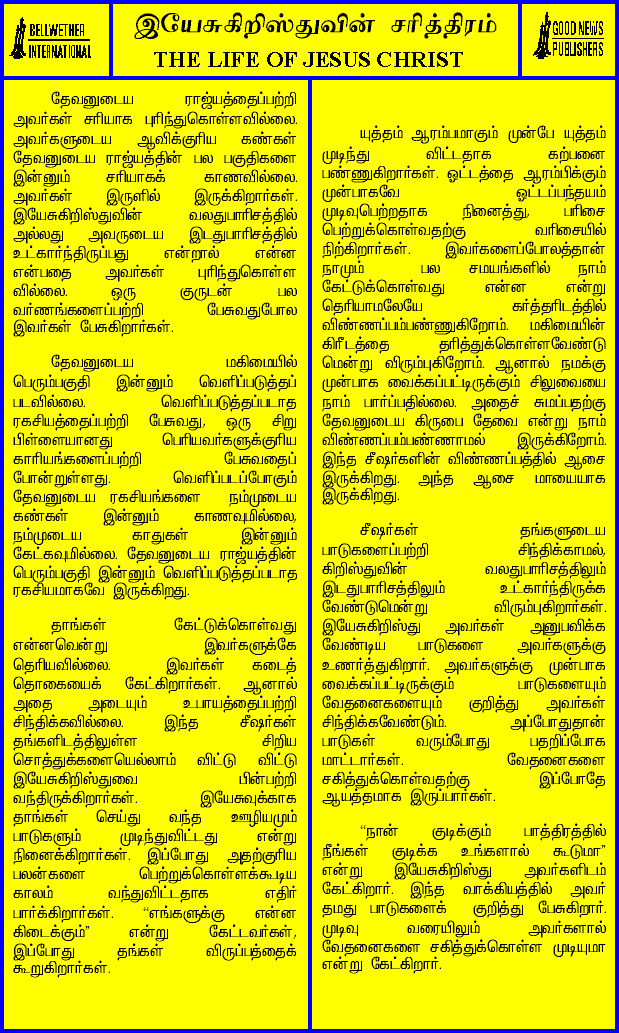 BELLWETHER
INTERNATIONAL
இயேசுகிறிஸ்துவின் சரித்திரம்
THE LIFE OF JESUS CHRIST
GOOD NEWS
PUBLISHERS
தேவனுடைய ராஜ்யத்தைப்பற்றி
அவர்கள் சரியாக புரிந்துகொள்ளவில்லை.
அவர்களுடைய ஆவிக்குரிய கண்கள்
தேவனுடைய ராஜ்யத்தின் பல பகுதிகளை
இன்னும் சரியாகக் காணவில்லை.
அவர்கள் இருளில் இருக்கிறார்கள்.
இயேசுகிறிஸ்துவின் வலதுபாரிசத்தில்
அல்லது அவருடைய இடதுபாரிசத்தில்
உட்கார்ந்திருப்பது என்றால் என்ன
என்பதை அவர்கள் புரிந்துகொள்ள
வில்லை. ஒரு குருடன் பல
வர்ணங்களைப்பற்றி பேசுவதுபோல
இவர்கள் பேசுகிறார்கள்.
தேவனுடைய மகிமையில்
பெரும்பகுதி இன்னும் வெளிப்படுத்தப்
படவில்லை. வெளிப்படுத்தப்படாத
ரகசியத்தைப்பற்றி பேசுவது, ஒரு சிறு
பிள்ளையானது பெரியவர்களுக்குரிய
காரியங்களைப்பற்றி பேசுவதைப்
போன்றுள்ளது. வெளிப்படப்போகும்
தேவனுடைய ரகசியங்களை நம்முடைய
கண்கள் இன்னும் காணவுமில்லை,
நம்முடைய காதுகள் இன்னும்
கேட்கவுமில்லை. தேவனுடைய ராஜ்யத்தின்
பெரும்பகுதி இன்னும் வெளிப்படுத்தப்படாத
ரகசியமாகவே இருக்கிறது.
தாங்கள் கேட்டுக்கொள்வது
என்னவென்று இவர்களுக்கே
தெரியவில்லை. இவர்கள் கடைத்
தொகையைக் கேட்கிறார்கள். ஆனால்
அதை அடையும் உபாயத்தைப்பற்றி
சிந்திக்கவில்லை. இந்த சீஷர்கள்
தங்களிடத்திலுள்ள சிறிய
சொத்துக்களையெல்லாம் விட்டு விட்டு
இயேசுகிறிஸ்துவை பின்பற்றி
வந்திருக்கிறார்கள். இயேசுவுக்காக
தாங்கள் செய்து வந்த ஊழியமும்
பாடுகளும் முடிந்துவிட்டது என்று
நினைக்கிறார்கள். இப்போது அதற்குரிய
பலன்களை பெற்றுக்கொள்ளக்கூடிய
காலம் வந்துவிட்டதாக எதிர்
பார்க்கிறார்கள். “எங்களுக்கு என்ன
கிடைக்கும்” என்று கேட்டவர்கள்,
இப்போது தங்கள் விருப்பத்தைக்
கூறுகிறார்கள்.
யுத்தம் ஆரம்பமாகும் முன்பே யுத்தம்
முடிந்து விட்டதாக கற்பனை
பண்ணுகிறார்கள். ஓட்டத்தை ஆரம்பிக்கும்
முன்பாகவே ஓட்டப்பந்தயம்
முடிவுபெற்றதாக நினைத்து, பரிசை
பெற்றுக்கொள்வதற்கு வரிசையில்
நிற்கிறார்கள். இவர்களைப்போலத்தான்
நாமும் பல சமயங்களில் நாம்
கேட்டுக்கொள்வது என்ன என்று
தெரியாமலேயே கர்த்தரிடத்தில்
விண்ணப்பம்பண்ணுகிறோம். மகிமையின்
கிரீடத்தை தரித்துக்கொள்ளவேண்டு
மென்று விரும்புகிறோம். ஆனால் நமக்கு
முன்பாக வைக்கப்பட்டிருக்கும் சிலுவையை
நாம் பார்ப்பதில்லை. அதைச் சுமப்பதற்கு
தேவனுடைய கிருபை தேவை என்று நாம்
விண்ணப்பம்பண்ணாமல் இருக்கிறோம்.
இந்த சீஷர்களின் விண்ணப்பத்தில் ஆசை
இருக்கிறது. அந்த ஆசை மாயையாக
இருக்கிறது.
சீஷர்கள் தங்களுடைய
பாடுகளைப்பற்றி சிந்திக்காமல்,
கிறிஸ்துவின் வலதுபாரிசத்திலும்
இடதுபாரிசத்திலும் உட்கார்ந்திருக்க
வேண்டுமென்று விரும்புகிறார்கள்.
இயேசுகிறிஸ்து அவர்கள் அனுபவிக்க
வேண்டிய பாடுகளை அவர்களுக்கு
உணர்த்துகிறார். அவர்களுக்கு முன்பாக
வைக்கப்பட்டிருக்கும் பாடுகளையும்
வேதனைகளையும் குறித்து அவர்கள்
சிந்திக்கவேண்டும். அப்போதுதான்
பாடுகள் வரும்போது பதறிப்போக
மாட்டார்கள். வேதனைகளை
சகித்துக்கொள்வதற்கு இப்போதே
ஆயத்தமாக இருப்பார்கள்.
“நான் குடிக்கும் பாத்திரத்தில்
நீங்கள் குடிக்க உங்களால் கூடுமா”
என்று இயேசுகிறிஸ்து அவர்களிடம்
கேட்கிறார். இந்த வாக்கியத்தில் அவர்
தமது பாடுகளைக் குறித்து பேசுகிறார்.
முடிவு வரையிலும் அவர்களால்
வேதனைகளை சகித்துக்கொள்ள முடியுமா
என்று கேட்கிறார்.